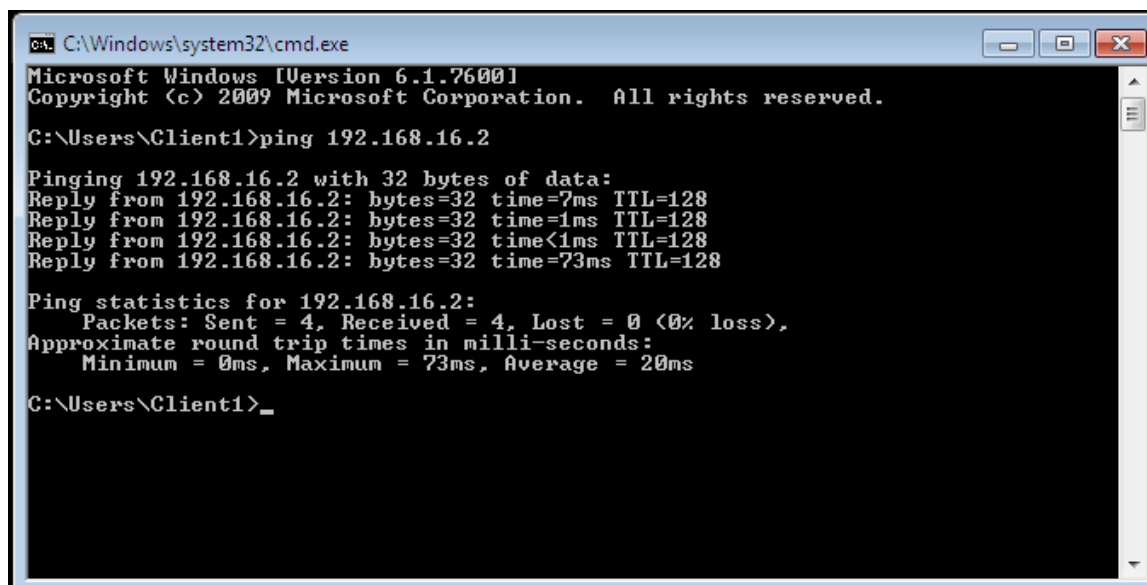 C:\Windows\system32\cmd.exe
Microsoft Windows [Version 6.1.7600]
Copyright (c) 2009 Microsoft Corporation.  All rights reserved.
C:\Users\Client1>ping 192.168.16.2
Pinging 192.168.16.2 with 32 bytes of data:
Reply from 192.168.16.2: bytes=32 time=7ms TTL=128
Reply from 192.168.16.2: bytes=32 time=1ms TTL=128
Reply from 192.168.16.2: bytes=32 time<1ms TTL=128
Reply from 192.168.16.2: bytes=32 time=73ms TTL=128
Ping statistics for 192.168.16.2:
    Packets: Sent = 4, Received = 4, Lost = 0 (0% loss),
Approximate round trip times in milli-seconds:
    Minimum = 0ms, Maximum = 73ms, Average = 20ms
C:\Users\Client1>_